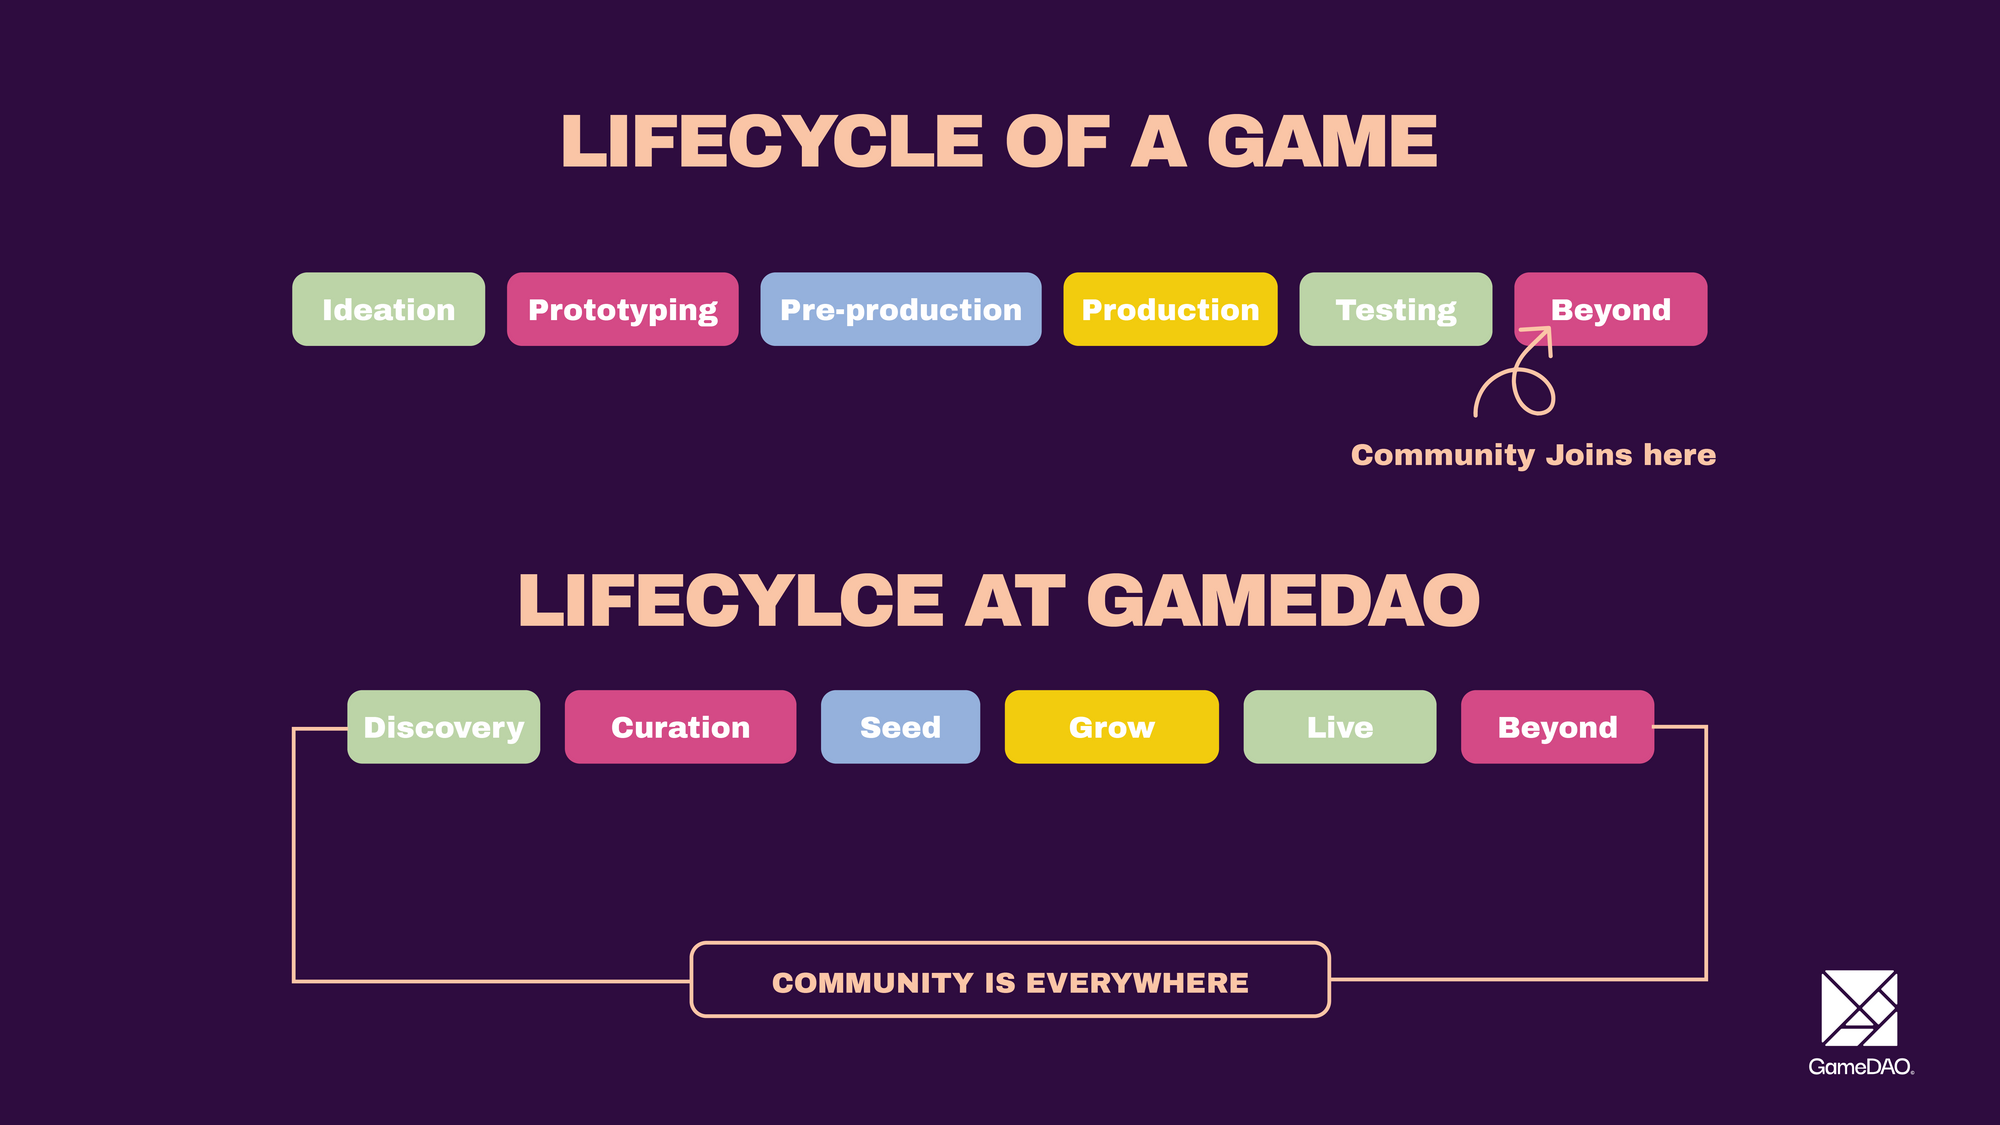 LIFECYCLE OF A GAME
Ideation Prototyping Pre-production Production Testing Beyond
Community Joins here
LIFECYLCE AT GAMEDAO
Discovery Curation Seed Grow Live Beyond
COMMUNITY IS EVERYWHERE
GameDAO